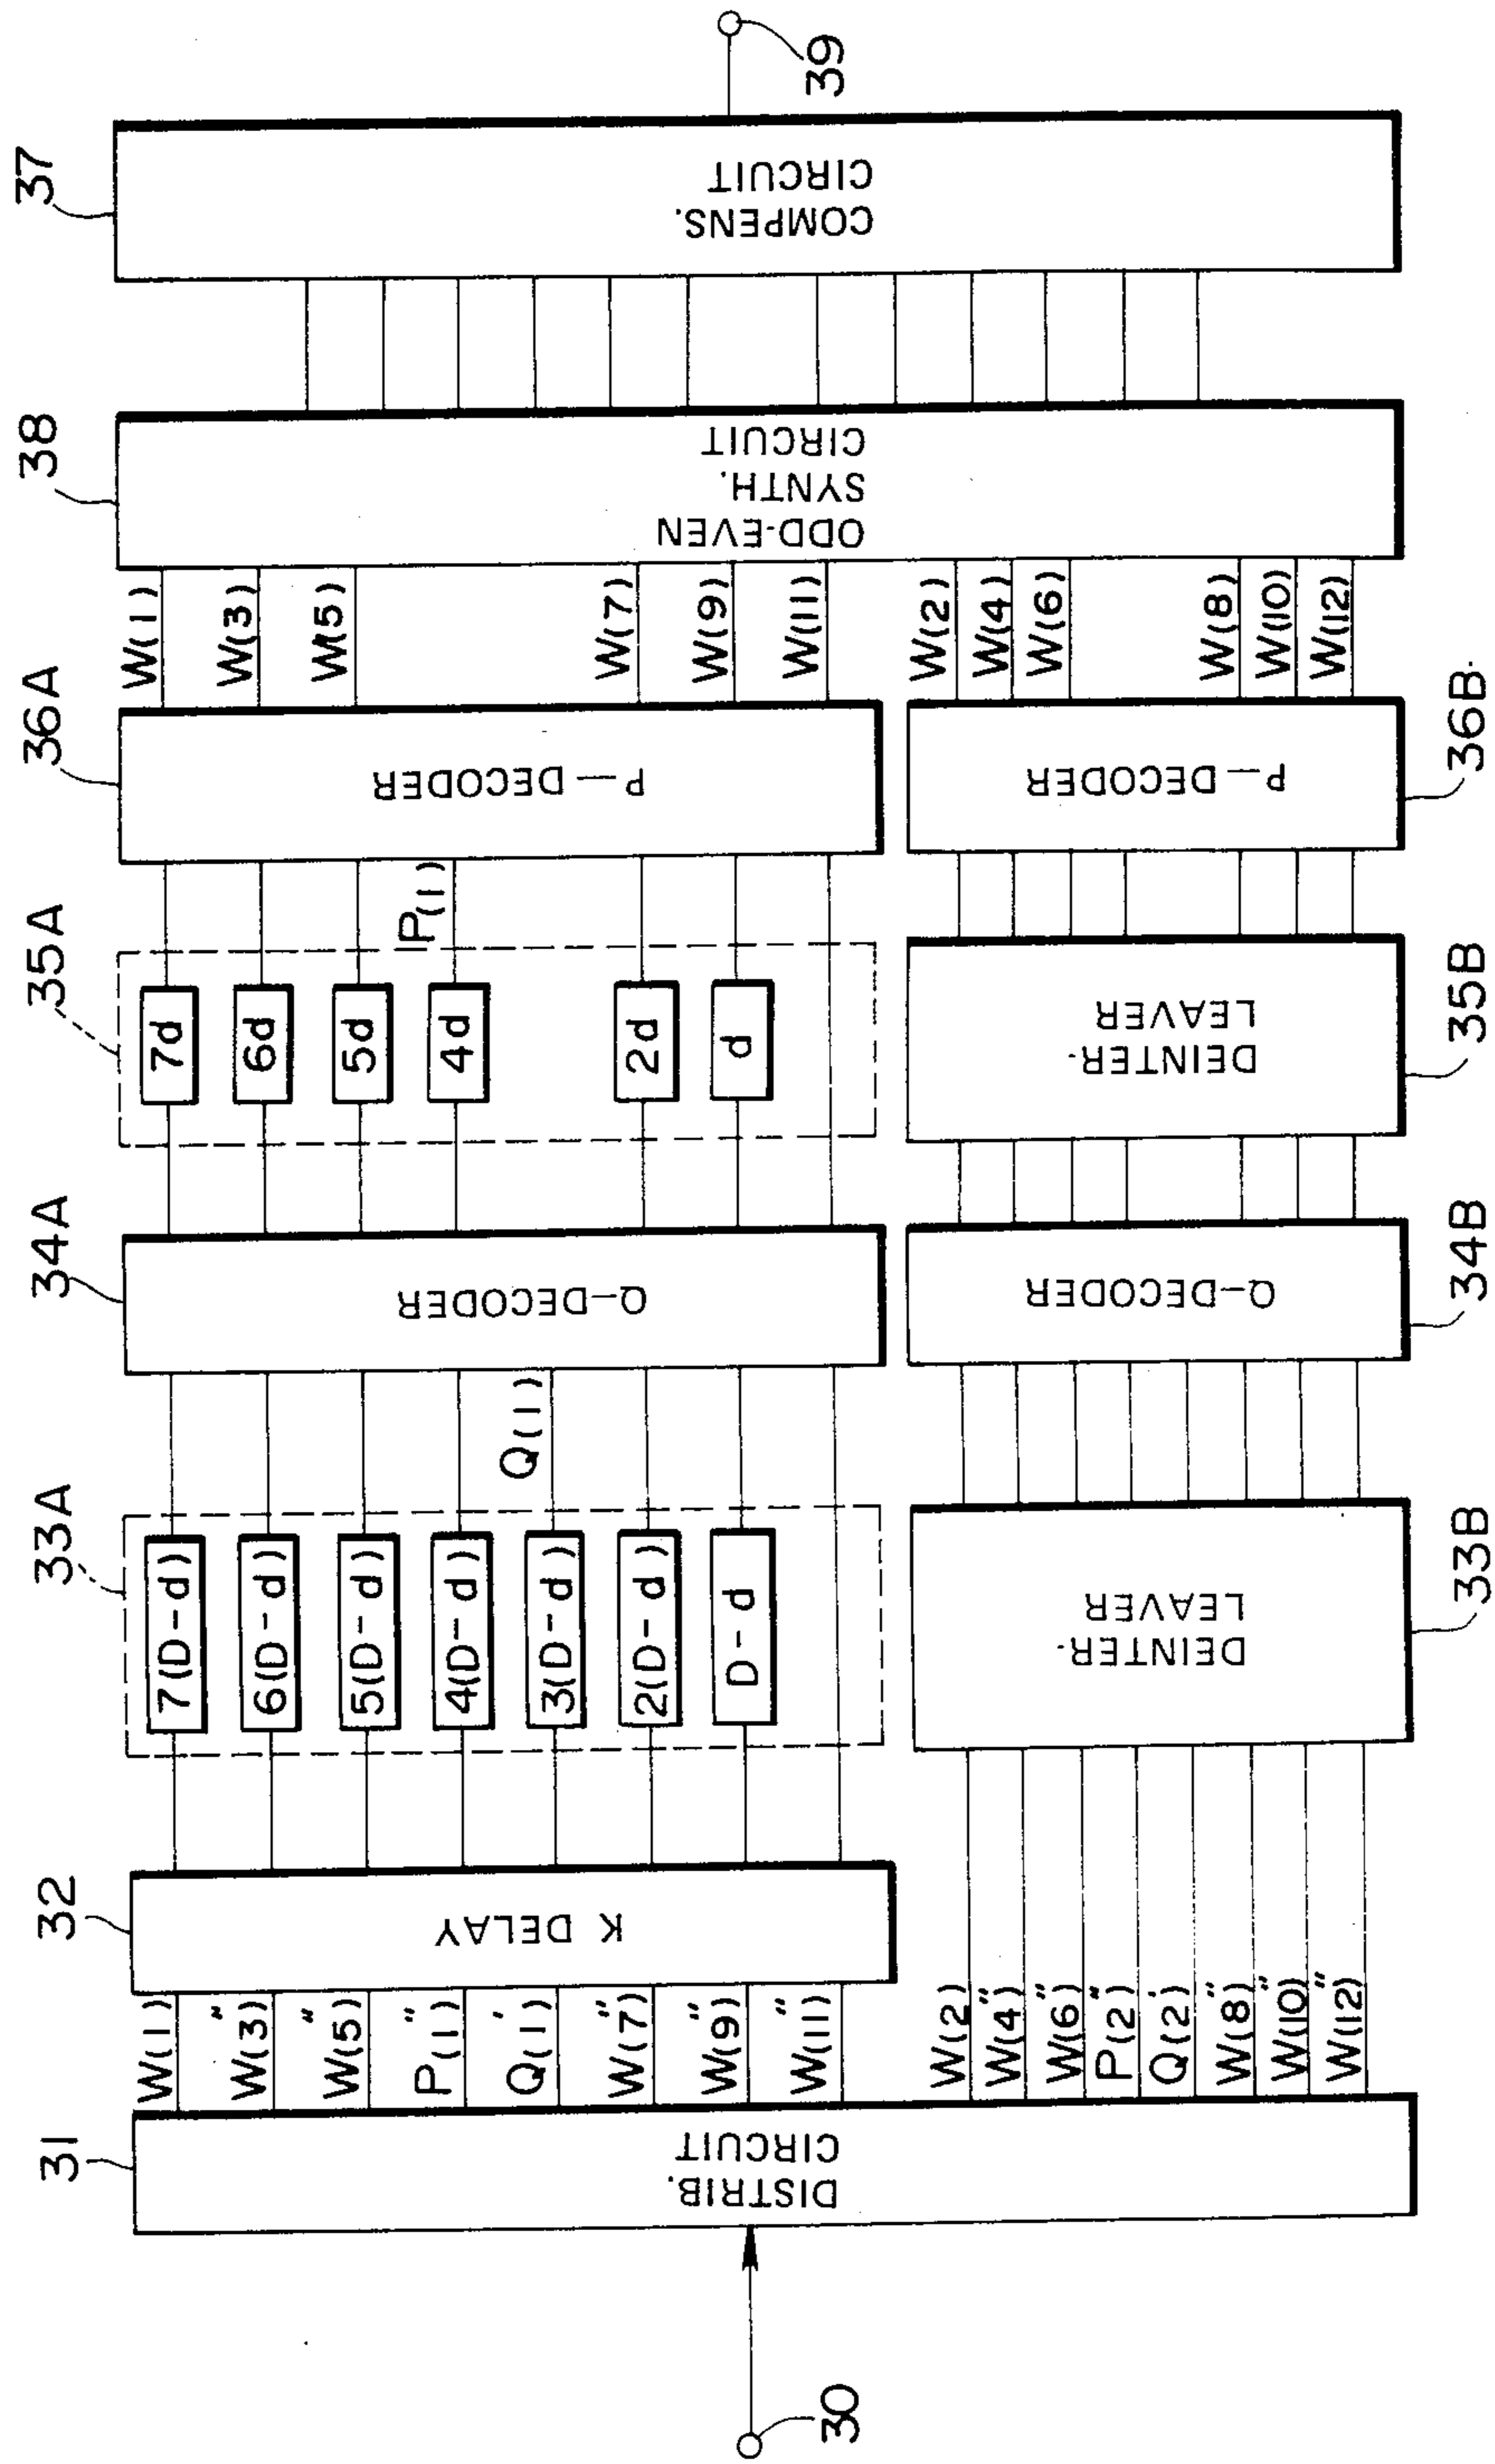 30
31
DISTRIB.
CIRCUIT
W(1)
W(3)"
W(5)"
P(1)"
Q(1)'
W(7)"
W(9)"
W(11)"
W(2)
W(4)"
W(6)"
P(2)"
Q(2)'
W(8)"
W(10)"
W(12)"
32
K DELAY
33A
7(D-d)
6(D-d)
5(D-d)
4(D-d)
3(D-d)
2(D-d)
D-d
33B
DEINTER-
LEAVER
Q(1)
34A
Q-DECODER
34B
Q-DECODER
35A
7d
6d
5d
4d
2d
d
35B
DEINTER-
LEAVER
P(1)
36A
P-DECODER
36B
P-DECODER
W(1)
W(3)
W(5)
W(7)
W(9)
W(11)
W(2)
W(4)
W(6)
W(8)
W(10)
W(12)
38
ODD-EVEN
SYNTH.
CIRCUIT
37
COMPENS.
CIRCUIT
39